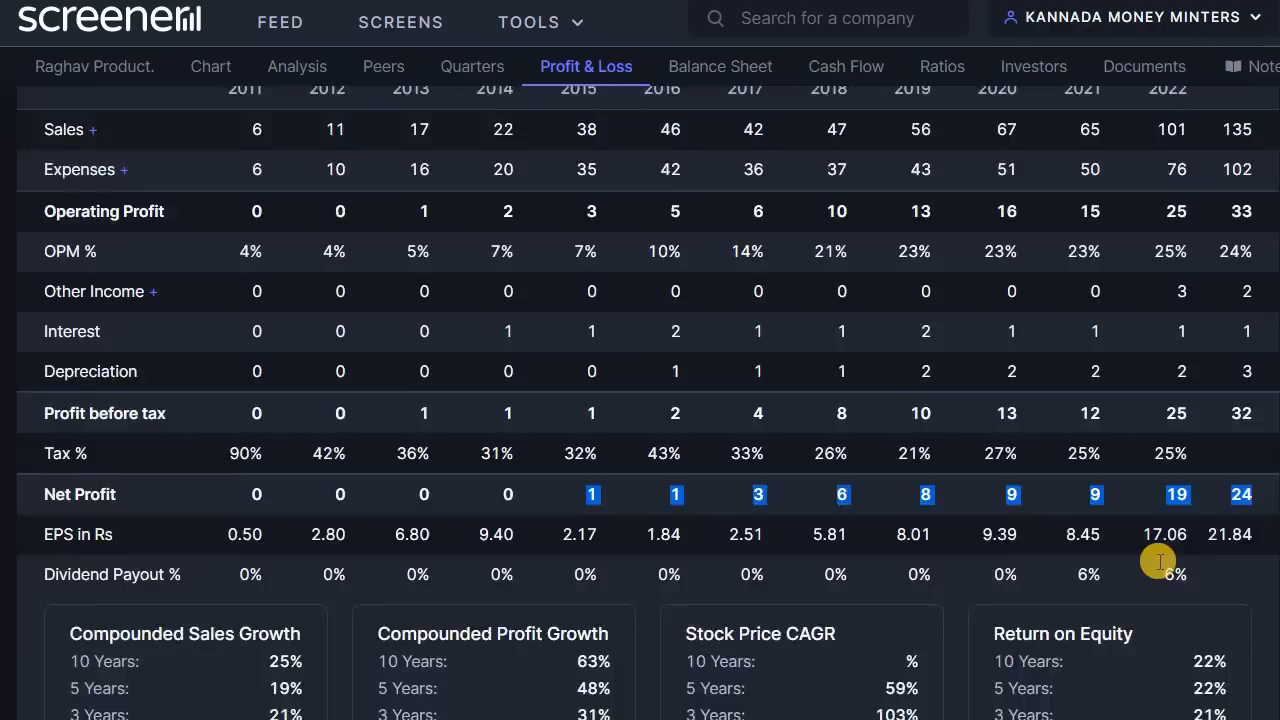 screener FEED SCREENS TOOLS Search for a company KANNADA MONEY MINTERS
Raghav Product. Chart Analysis Peers Quarters Profit & Loss Balance Sheet Cash Flow Ratios Investors Documents Note
2011 2012 2013 2014 2015 2016 2017 2018 2019 2020 2021 2022
Sales + 6 11 17 22 38 46 42 47 56 67 65 101 135
Expenses + 6 10 16 20 35 42 36 37 43 51 50 76 102
Operating Profit 0 0 1 2 3 5 6 10 13 16 15 25 33
OPM % 4% 4% 5% 7% 7% 10% 14% 21% 23% 23% 23% 25% 24%
Other Income + 0 0 0 0 0 0 0 0 0 0 0 3 2
Interest 0 0 0 1 1 2 1 1 2 1 1 1 1
Depreciation 0 0 0 0 0 1 1 1 2 2 2 2 3
Profit before tax 0 0 1 1 1 2 4 8 10 13 12 25 32
Tax % 90% 42% 36% 31% 32% 43% 33% 26% 21% 27% 25% 25%
Net Profit 0 0 0 0 1 1 3 6 8 9 9 19 24
EPS in Rs 0.50 2.80 6.80 9.40 2.17 1.84 2.51 5.81 8.01 9.39 8.45 17.06 21.84
Dividend Payout % 0% 0% 0% 0% 0% 0% 0% 0% 0% 0% 6% 6%
Compounded Sales Growth Compounded Profit Growth Stock Price CAGR Return on Equity
10 Years: 25% 10 Years: 63% 10 Years: % 10 Years: 22%
5 Years: 19% 5 Years: 48% 5 Years: 59% 5 Years: 22%
3 Years: 21% 3 Years: 31% 3 Years: 103% 3 Years: 21%